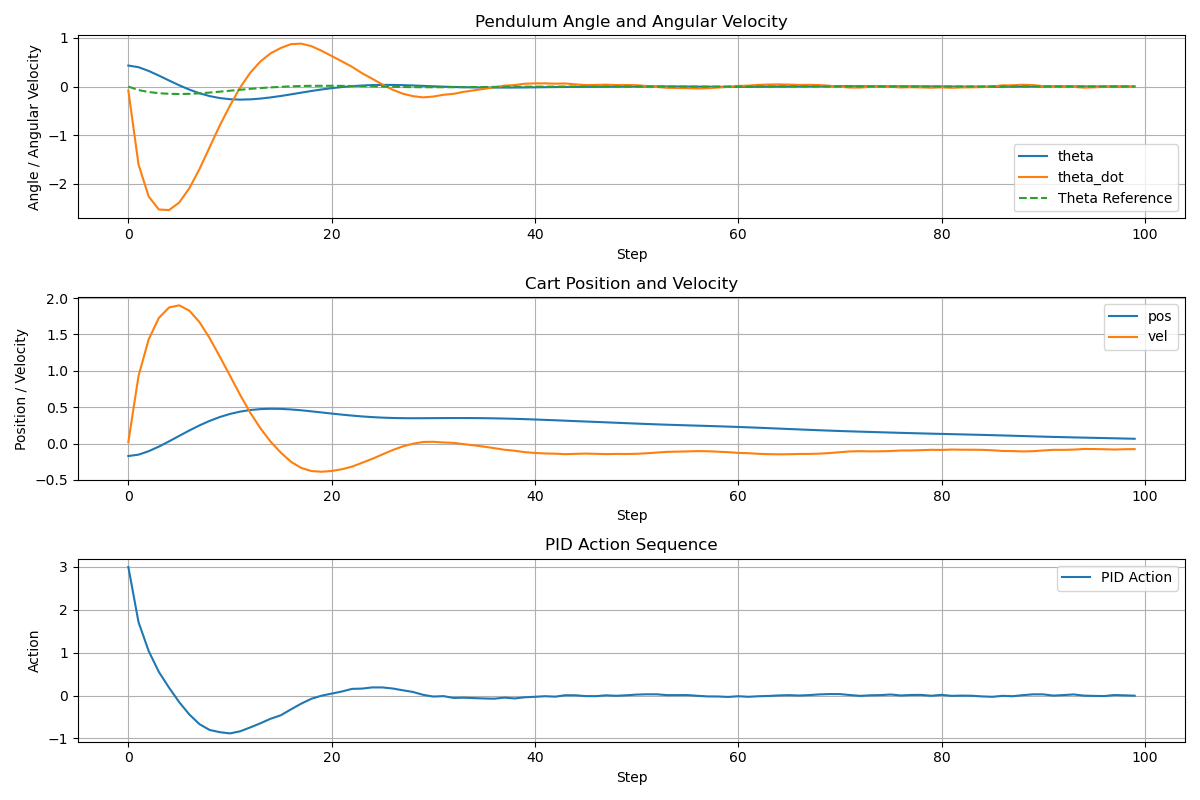 Pendulum Angle and Angular Velocity
Angle / Angular Velocity
1
0
−1
−2
theta
theta_dot
Theta Reference
0 20 40 60 80 100
Step
Cart Position and Velocity
Position / Velocity
2.0
1.5
1.0
0.5
0.0
−0.5
pos
vel
0 20 40 60 80 100
Step
PID Action Sequence
Action
3
2
1
0
−1
PID Action
0 20 40 60 80 100
Step